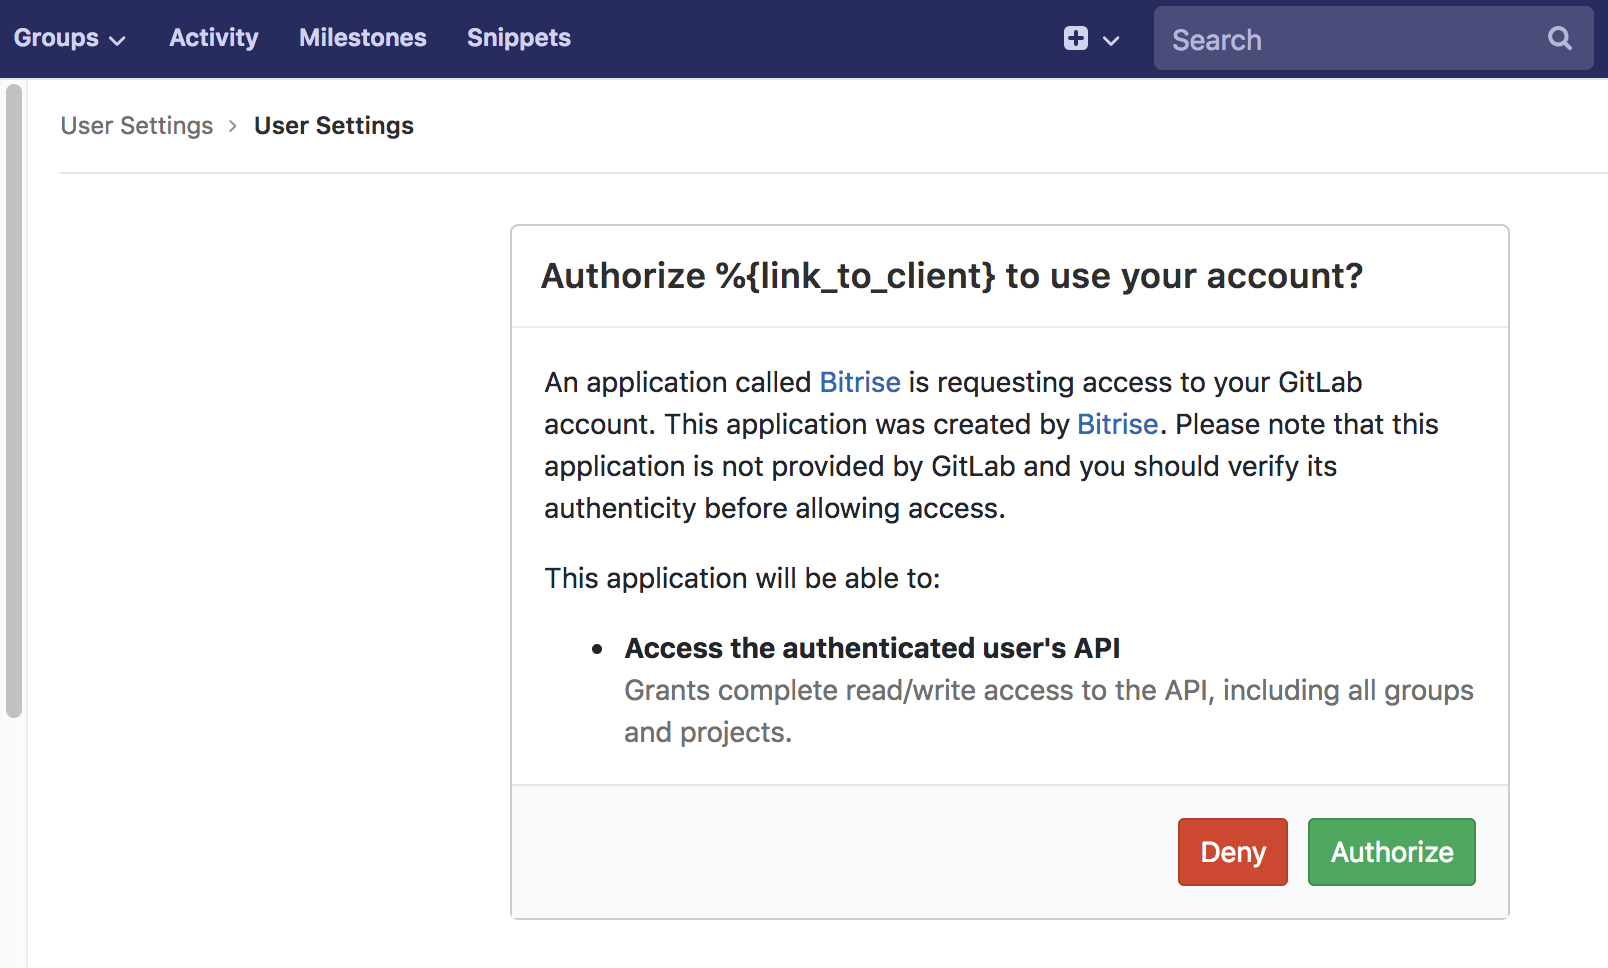 Groups Activity Milestones Snippets Search
User Settings › User Settings
Authorize %{link_to_client} to use your account?
An application called Bitrise is requesting access to your GitLab
account. This application was created by Bitrise. Please note that this
application is not provided by GitLab and you should verify its
authenticity before allowing access.
This application will be able to:
• Access the authenticated user's API
Grants complete read/write access to the API, including all groups
and projects.
Deny Authorize